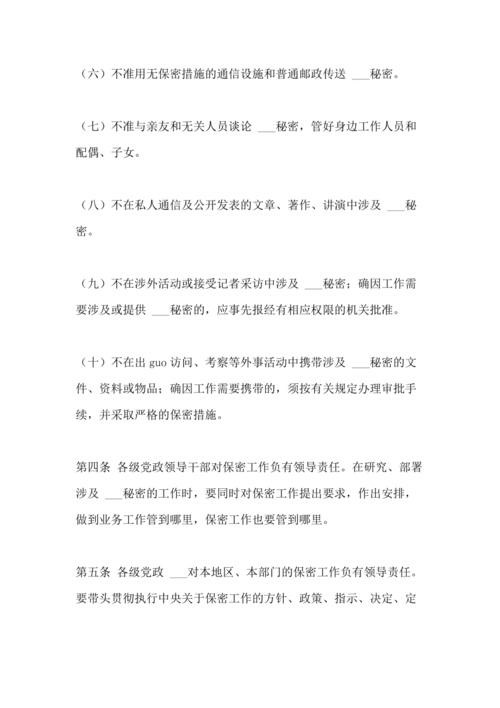 （六）不准用无保密措施的通信设施和普通邮政传送 ___秘密。
（七）不准与亲友和无关人员谈论 ___秘密，管好身边工作人员和
配偶、子女。
（八）不在私人通信及公开发表的文章、著作、讲演中涉及 ___秘
密。
（九）不在涉外活动或接受记者采访中涉及 ___秘密；确因工作需
要涉及或提供 ___秘密的，应事先报经有相应权限的机关批准。
（十）不在出 guo 访问、考察等外事活动中携带涉及 ___秘密的文
件、资料或物品；确因工作需要携带的，须按有关规定办理审批手
续，并采取严格的保密措施。
第四条 各级党政领导干部对保密工作负有领导责任。在研究、部署
涉及 ___秘密的工作时，要同时对保密工作提出要求，作出安排，
做到业务工作管到哪里，保密工作也要管到哪里。
第五条 各级党政 ___对本地区、本部门的保密工作负有领导责任。
要带头贯彻执行中央关于保密工作的方针、政策、指示、决定、定